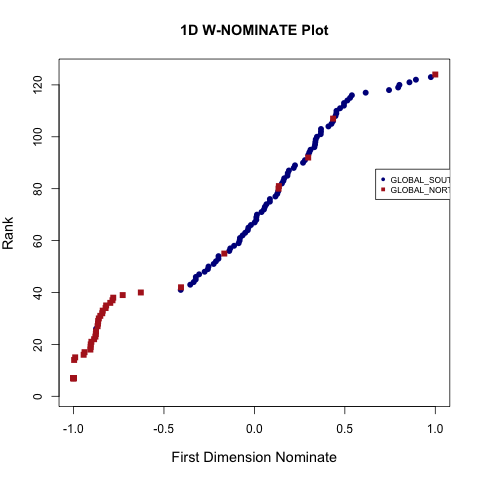 1D W-NOMINATE Plot
120
100
80
60
40
20
0
Rank
GLOBAL_SOUT
GLOBAL_NORT
-1.0 -0.5 0.0 0.5 1.0
First Dimension Nominate